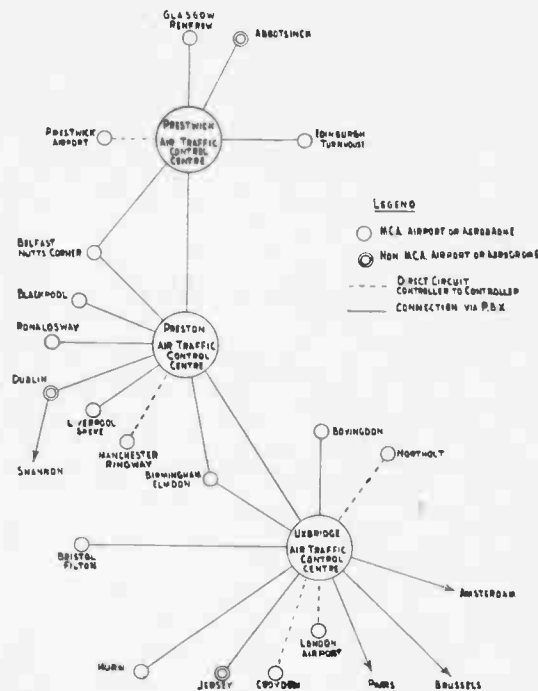 GLASGOW
RENFREW
ABBOTSINCH
PRESTWICK
AIR TRAFFIC
CONTROL
CENTRE
PRESTWICK
AIRPORT
EDINBURGH
TURNHOUSE
LEGEND
M.C.A. AIRPORT OR AERODROME
NON M.C.A. AIRPORT OR AERODROME
DIRECT CIRCUIT
CONTROLLER TO CONTROLLER
CONNECTION VIA P.B.X
BELFAST
NUTTS CORNER
BLACKPOOL
RONALDSWAY
PRESTON
AIR TRAFFIC
CONTROL
CENTRE
DUBLIN
LIVERPOOL
SPEKE
MANCHESTER
RINGWAY
SHANNON
BIRMINGHAM
ELMDON
BOVINGDON
NORTHOLT
UXBRIDGE
AIR TRAFFIC
CONTROL
CENTRE
BRISTOL
FILTON
AMSTERDAM
LONDON
AIRPORT
HURN
JERSEY
CROYDON
PARIS
BRUSSELS